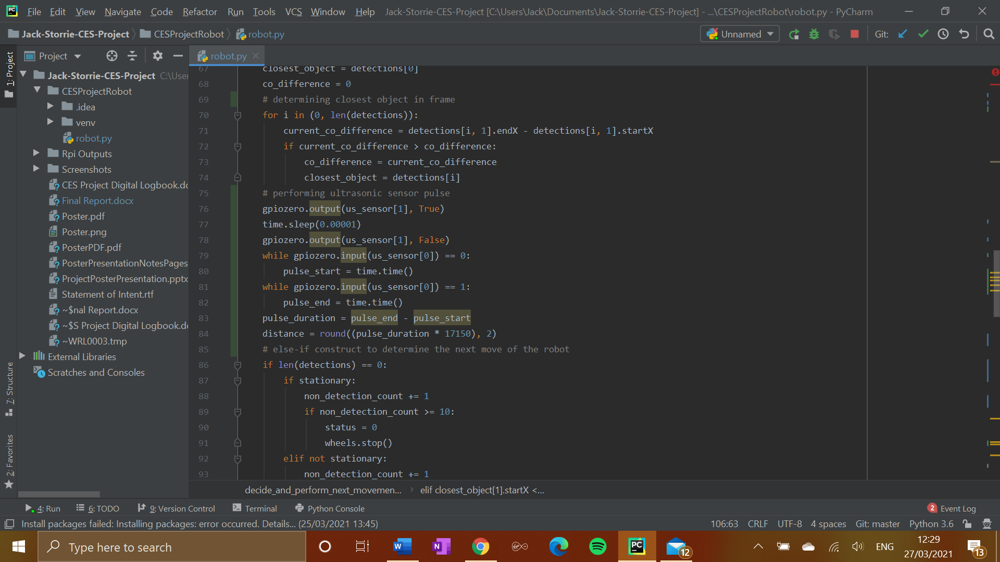 File Edit View Navigate Code Refactor Run Tools VCS Window Help Jack-Storrie-CES-Project [C:\Users\Jack\Documents\Jack-Storrie-CES-Project] - ...\CESProjectRobot\robot.py - PyCharm
Jack-Storrie-CES-Project CESProjectRobot robot.py Unnamed Git:
Project robot.py
1: Project
7: Structure
2: Favorites
Jack-Storrie-CES-Project C:\User
CESProjectRobot
.idea
venv
robot.py
Rpi Outputs
Screenshots
CES Project Digital Logbook.do
Final Report.docx
Poster.pdf
Poster.png
PosterPDF.pdf
PosterPresentationNotesPages
ProjectPosterPresentation.pptx
Statement of Intent.rtf
~$nal Report.docx
~$S Project Digital Logbook.do
~WRL0003.tmp
External Libraries
Scratches and Consoles
67 closest_object = detections[0]
68 co_difference = 0
69 # determining closest object in frame
70 for i in (0, len(detections)):
71 current_co_difference = detections[i, 1].endX - detections[i, 1].startX
72 if current_co_difference > co_difference:
73 co_difference = current_co_difference
74 closest_object = detections[i]
75 # performing ultrasonic sensor pulse
76 gpiozero.output(us_sensor[1], True)
77 time.sleep(0.00001)
78 gpiozero.output(us_sensor[1], False)
79 while gpiozero.input(us_sensor[0]) == 0:
80 pulse_start = time.time()
81 while gpiozero.input(us_sensor[0]) == 1:
82 pulse_end = time.time()
83 pulse_duration = pulse_end - pulse_start
84 distance = round((pulse_duration * 17150), 2)
85 # else-if construct to determine the next move of the robot
86 if len(detections) == 0:
87 if stationary:
88 non_detection_count += 1
89 if non_detection_count >= 10:
90 status = 0
91 wheels.stop()
92 elif not stationary:
93 non_detection_count += 1
decide_and_perform_next_movemen... elif closest_object[1].startX <...
4: Run 6: TODO 9: Version Control Terminal Python Console 2 Event Log
Install packages failed: Installing packages: error occurred. Details... (25/03/2021 13:45) 106:63 CRLF UTF-8 4 spaces Git: master Python 3.6
Type here to search 12 ENG 12:29 27/03/2021 13